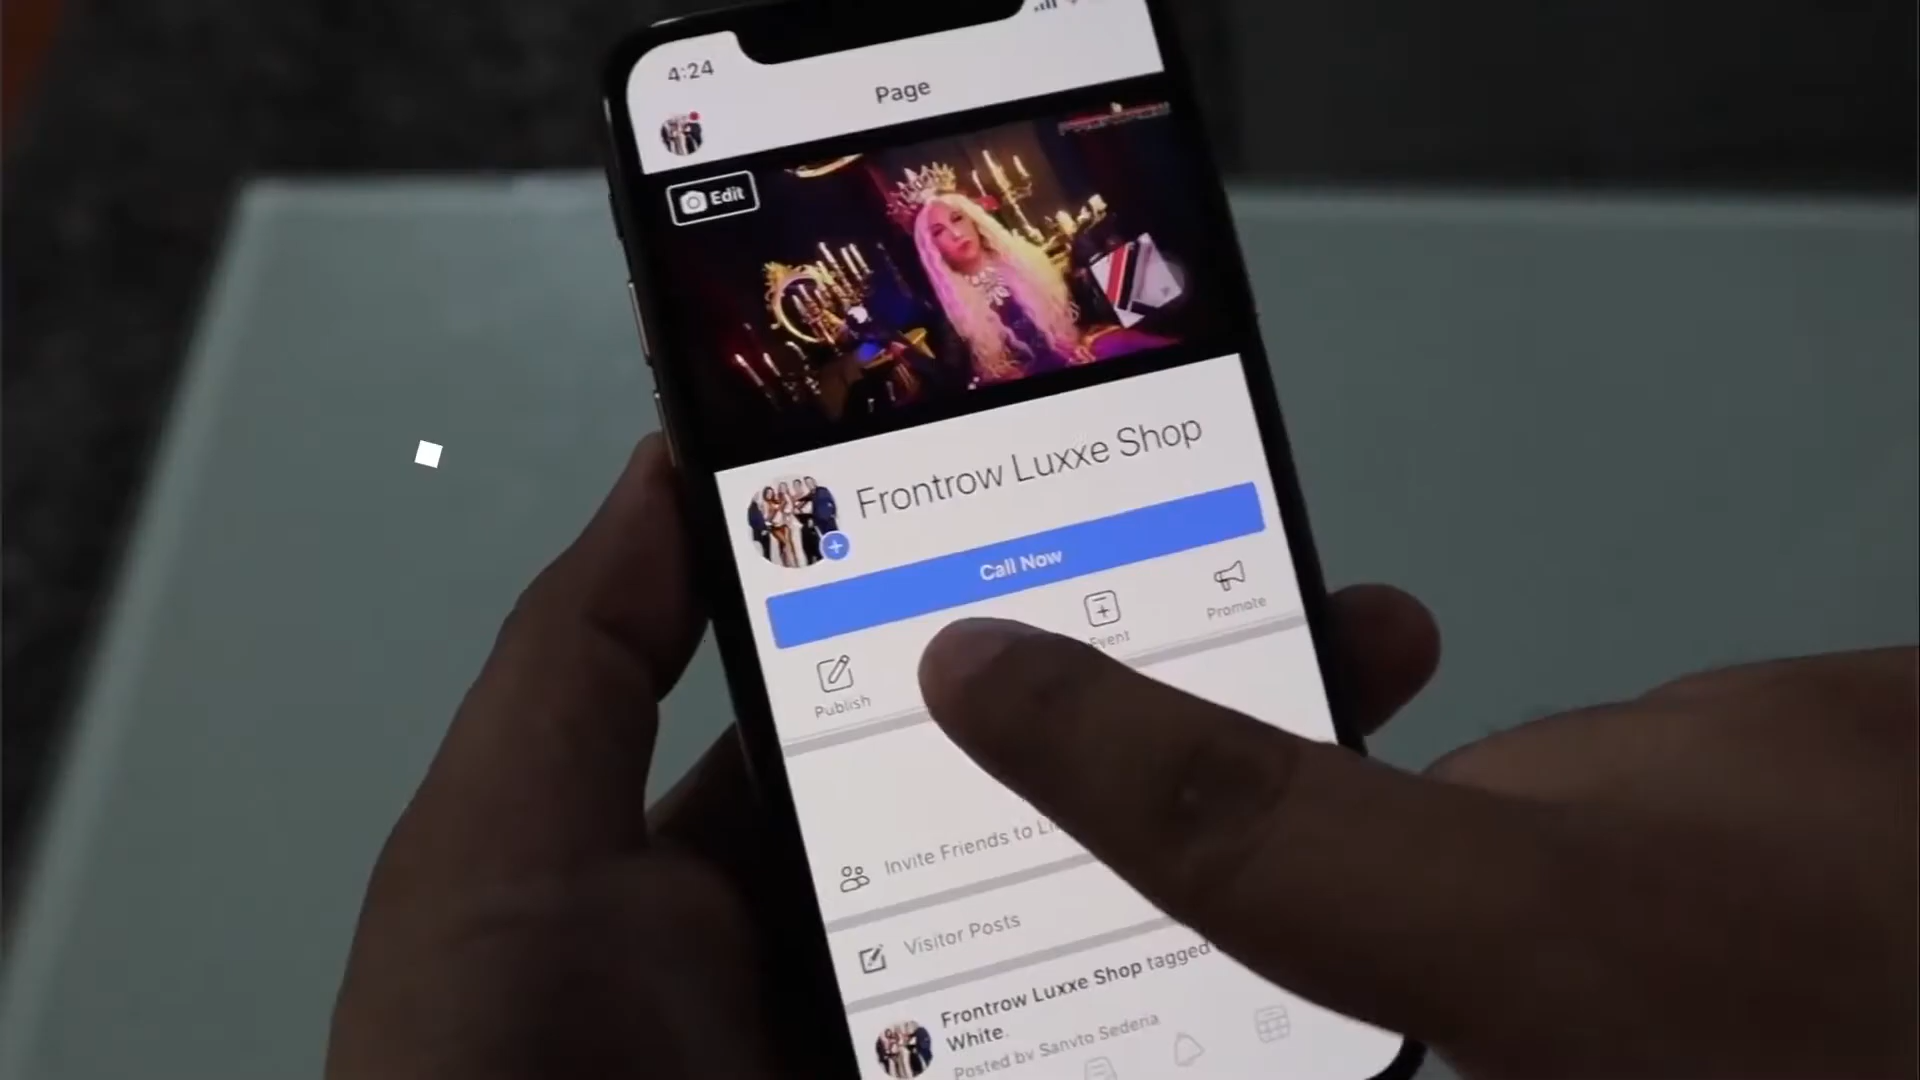 4:24
Page
Edit
Frontrow Luxxe Shop
Call Now
Publish
Event
Promote
Invite Friends to
Visitor Posts
Frontrow Luxxe Shop tagged
White.
Posted by Sanvto Sedena